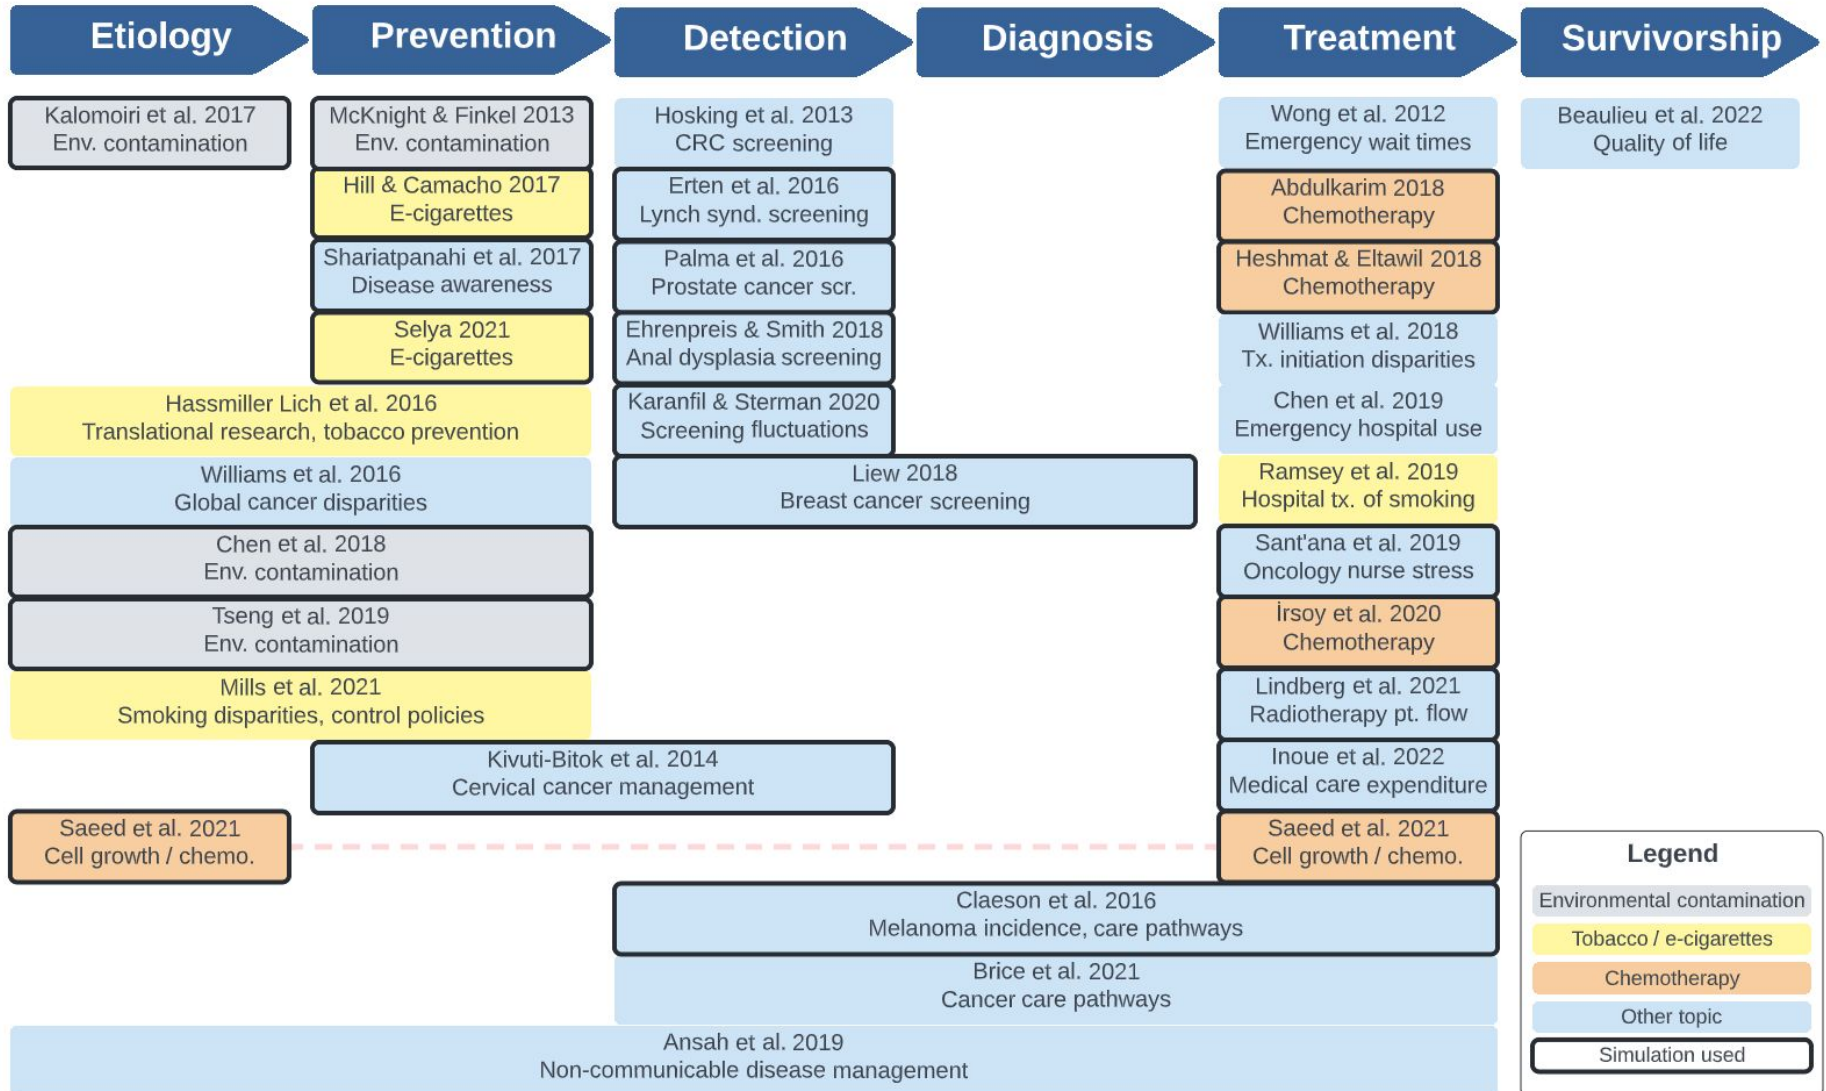 Etiology
Prevention
Detection
Diagnosis
Treatment
Survivorship
Kalomoiri et al. 2017
Env. contamination
McKnight & Finkel 2013
Env. contamination
Hosking et al. 2013
CRC screening
Wong et al. 2012
Emergency wait times
Beaulieu et al. 2022
Quality of life
Hill & Camacho 2017
E-cigarettes
Erten et al. 2016
Lynch synd. screening
Abdulkarim 2018
Chemotherapy
Shariatpanahi et al. 2017
Disease awareness
Palma et al. 2016
Prostate cancer scr.
Heshmat & Eltawil 2018
Chemotherapy
Selya 2021
E-cigarettes
Ehrenpreis & Smith 2018
Anal dysplasia screening
Williams et al. 2018
Tx. initiation disparities
Hassmiller Lich et al. 2016
Translational research, tobacco prevention
Karanfil & Sterman 2020
Screening fluctuations
Chen et al. 2019
Emergency hospital use
Williams et al. 2016
Global cancer disparities
Liew 2018
Breast cancer screening
Ramsey et al. 2019
Hospital tx. of smoking
Chen et al. 2018
Env. contamination
Sant'ana et al. 2019
Oncology nurse stress
Tseng et al. 2019
Env. contamination
İrsoy et al. 2020
Chemotherapy
Mills et al. 2021
Smoking disparities, control policies
Lindberg et al. 2021
Radiotherapy pt. flow
Kivuti-Bitok et al. 2014
Cervical cancer management
Inoue et al. 2022
Medical care expenditure
Saeed et al. 2021
Cell growth / chemo.
Saeed et al. 2021
Cell growth / chemo.
Claeson et al. 2016
Melanoma incidence, care pathways
Brice et al. 2021
Cancer care pathways
Ansah et al. 2019
Non-communicable disease management
Legend
Environmental contamination
Tobacco / e-cigarettes
Chemotherapy
Other topic
Simulation used